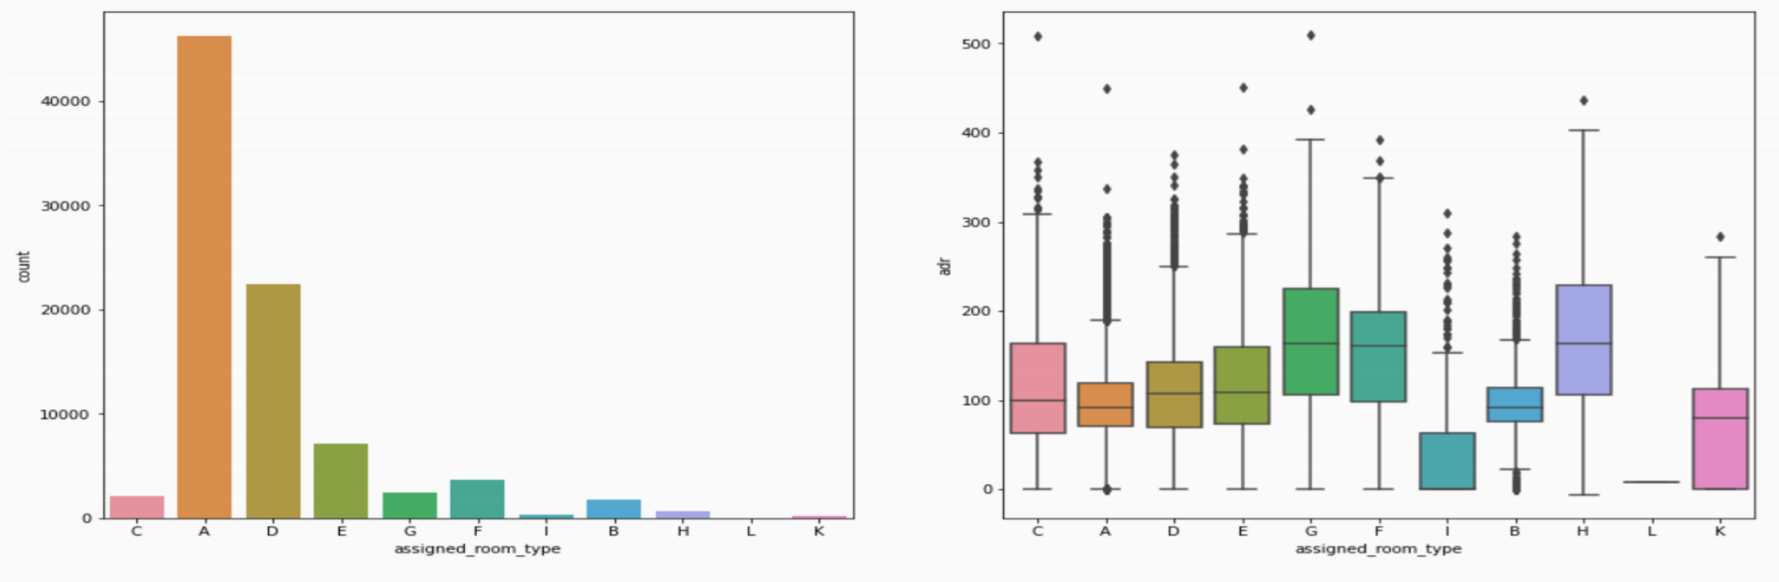 count
40000
30000
20000
10000
0
C A D E G F I B H L K
assigned_room_type
adr
500
400
300
200
100
0
C A D E G F I B H L K
assigned_room_type